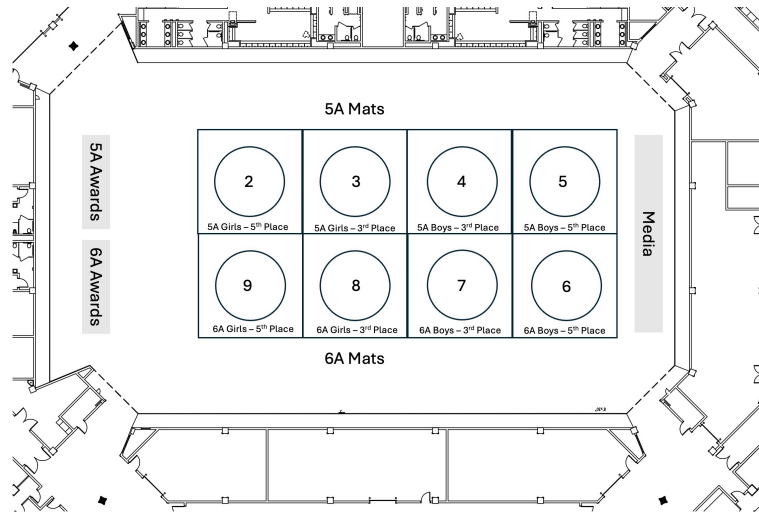 5A Mats
5A Awards
2
3
4
5
5A Girls – 5th Place
5A Girls – 3rd Place
5A Boys – 3rd Place
5A Boys – 5th Place
Media
6A Awards
9
8
7
6
6A Girls – 5th Place
6A Girls – 3rd Place
6A Boys – 3rd Place
6A Boys – 5th Place
6A Mats